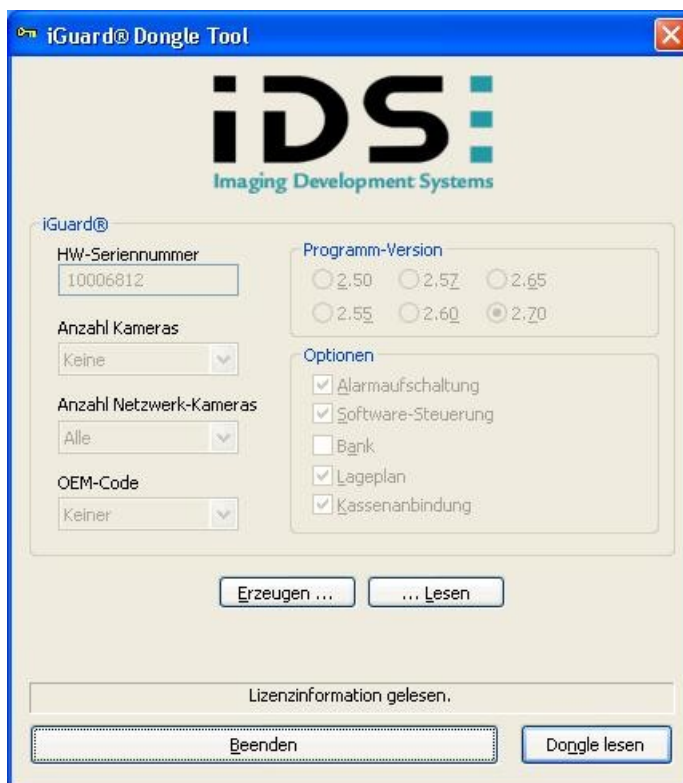 iGuard® Dongle Tool
iDS
Imaging Development Systems
iGuard®
HW-Seriennummer
10006812
Anzahl Kameras
Keine
Anzahl Netzwerk-Kameras
Alle
OEM-Code
Keiner
Programm-Version
2.50 2.57 2.65
2.55 2.60 2.70
Optionen
Alarmaufschaltung
Software-Steuerung
Bank
Lageplan
Kassenanbindung
Erzeugen ... ... Lesen
Lizenzinformation gelesen.
Beenden Dongle lesen